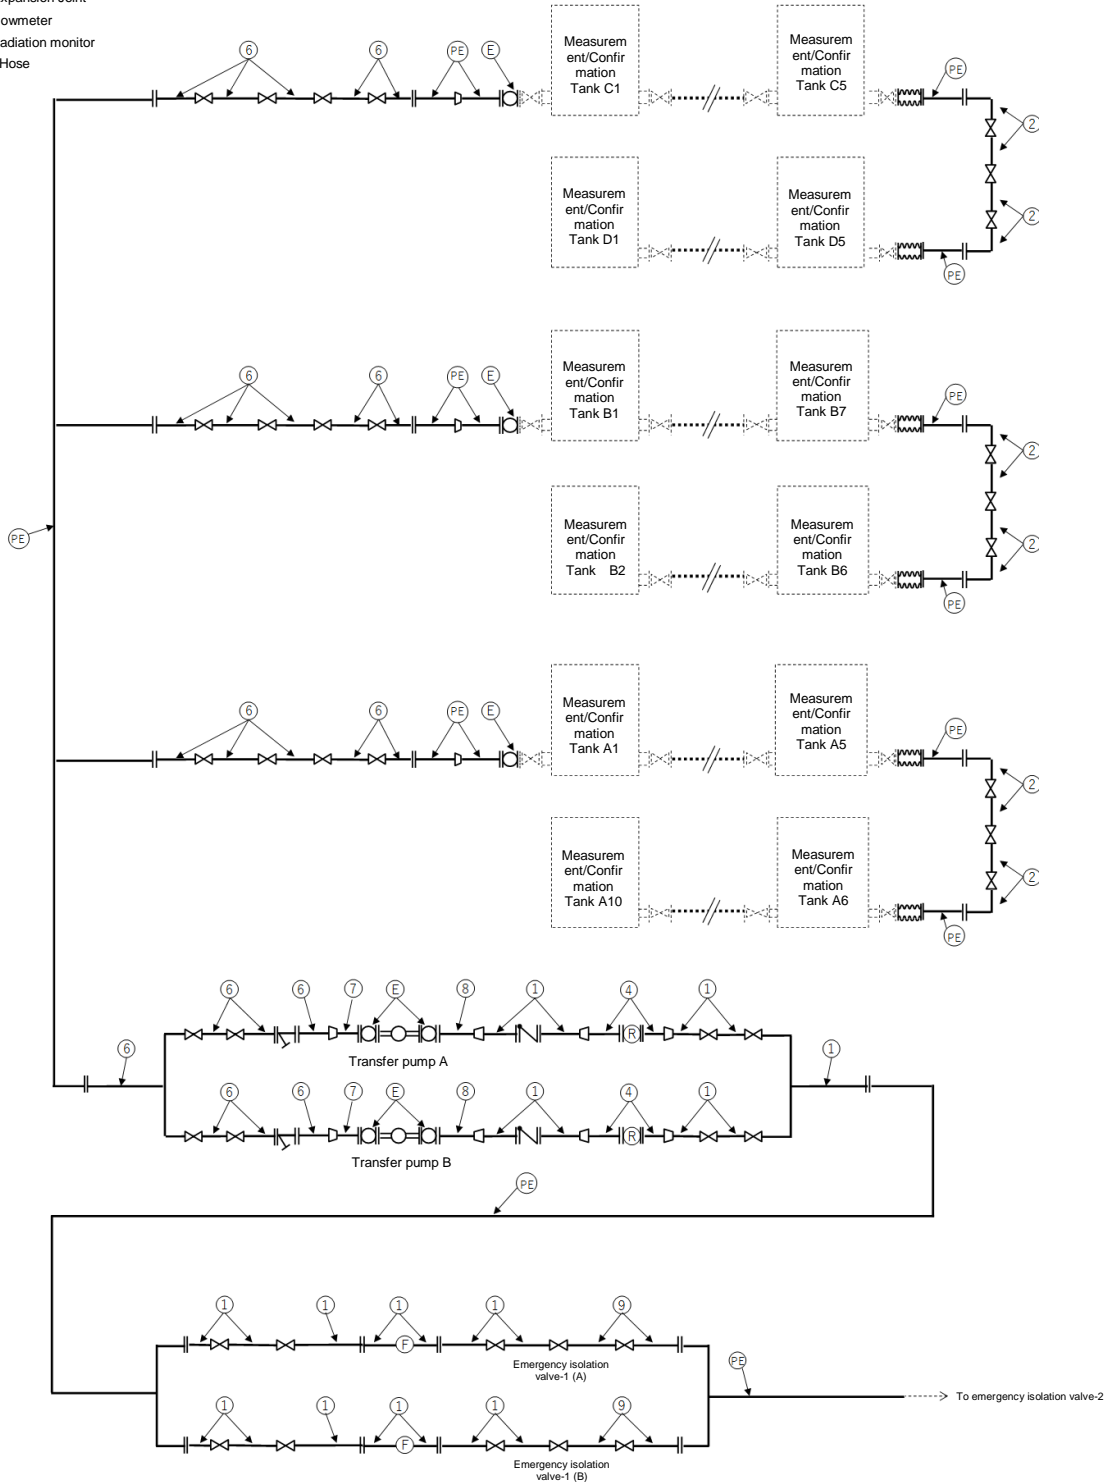 xpansion Joint
owmeter
adiation monitor
Hose
6 6 PE E
Measurem
ent/Confir
mation
Tank C1
Measurem
ent/Confir
mation
Tank C5
PE
2
Measurem
ent/Confir
mation
Tank D1
Measurem
ent/Confir
mation
Tank D5
2
PE
6 6 PE E
Measurem
ent/Confir
mation
Tank B1
Measurem
ent/Confir
mation
Tank B7
PE
2
PE
Measurem
ent/Confir
mation
Tank B2
Measurem
ent/Confir
mation
Tank B6
2
PE
6 6 PE E
Measurem
ent/Confir
mation
Tank A1
Measurem
ent/Confir
mation
Tank A5
PE
2
Measurem
ent/Confir
mation
Tank A10
Measurem
ent/Confir
mation
Tank A6
2
PE
6 6 7 E 8 1 4 1
R
Transfer pump A
6 1
6 6 7 E 8 1 4 1
R
Transfer pump B
PE
1 1 1 1 9
F
Emergency isolation
valve-1 (A)
PE
To emergency isolation valve-2
1 1 1 1 9
F
Emergency isolation
valve-1 (B)